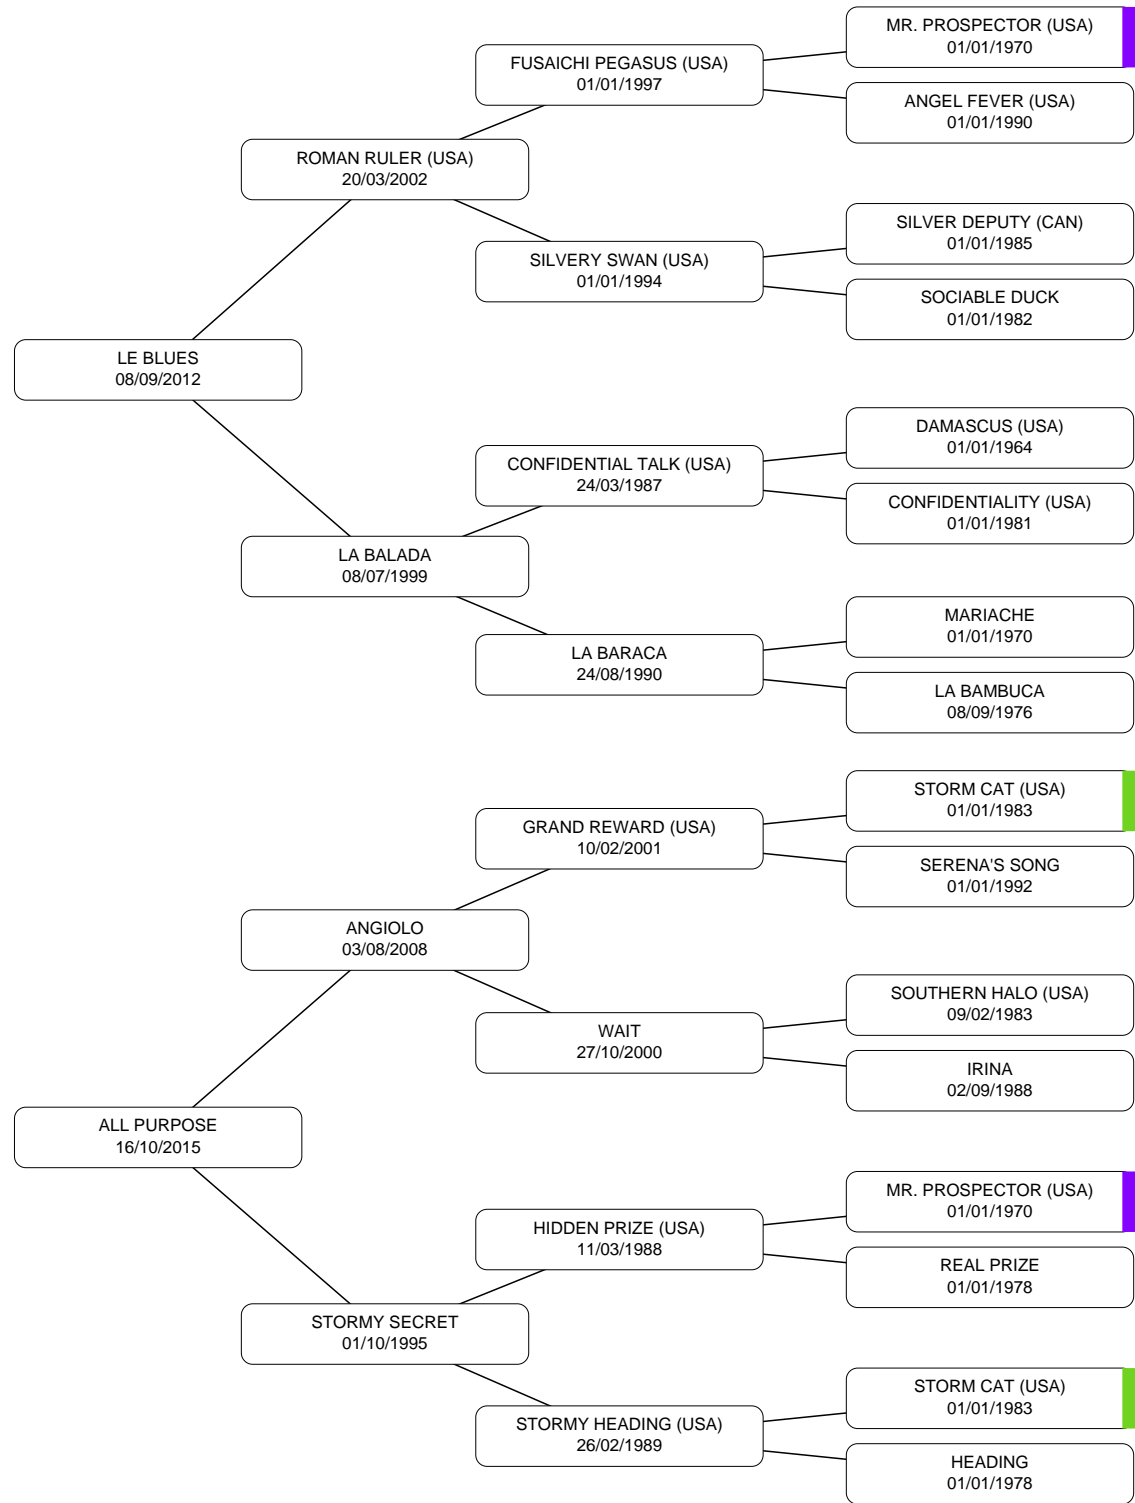 MR. PROSPECTOR (USA)
01/01/1970
FUSAICHI PEGASUS (USA)
01/01/1997
ANGEL FEVER (USA)
01/01/1990
ROMAN RULER (USA)
20/03/2002
SILVER DEPUTY (CAN)
01/01/1985
SILVERY SWAN (USA)
01/01/1994
SOCIABLE DUCK
01/01/1982
LE BLUES
08/09/2012
DAMASCUS (USA)
01/01/1964
CONFIDENTIAL TALK (USA)
24/03/1987
CONFIDENTIALITY (USA)
01/01/1981
LA BALADA
08/07/1999
MARIACHE
01/01/1970
LA BARACA
24/08/1990
LA BAMBUCA
08/09/1976
STORM CAT (USA)
01/01/1983
GRAND REWARD (USA)
10/02/2001
SERENA'S SONG
01/01/1992
ANGIOLO
03/08/2008
SOUTHERN HALO (USA)
09/02/1983
WAIT
27/10/2000
IRINA
02/09/1988
ALL PURPOSE
16/10/2015
MR. PROSPECTOR (USA)
01/01/1970
HIDDEN PRIZE (USA)
11/03/1988
REAL PRIZE
01/01/1978
STORMY SECRET
01/10/1995
STORM CAT (USA)
01/01/1983
STORMY HEADING (USA)
26/02/1989
HEADING
01/01/1978